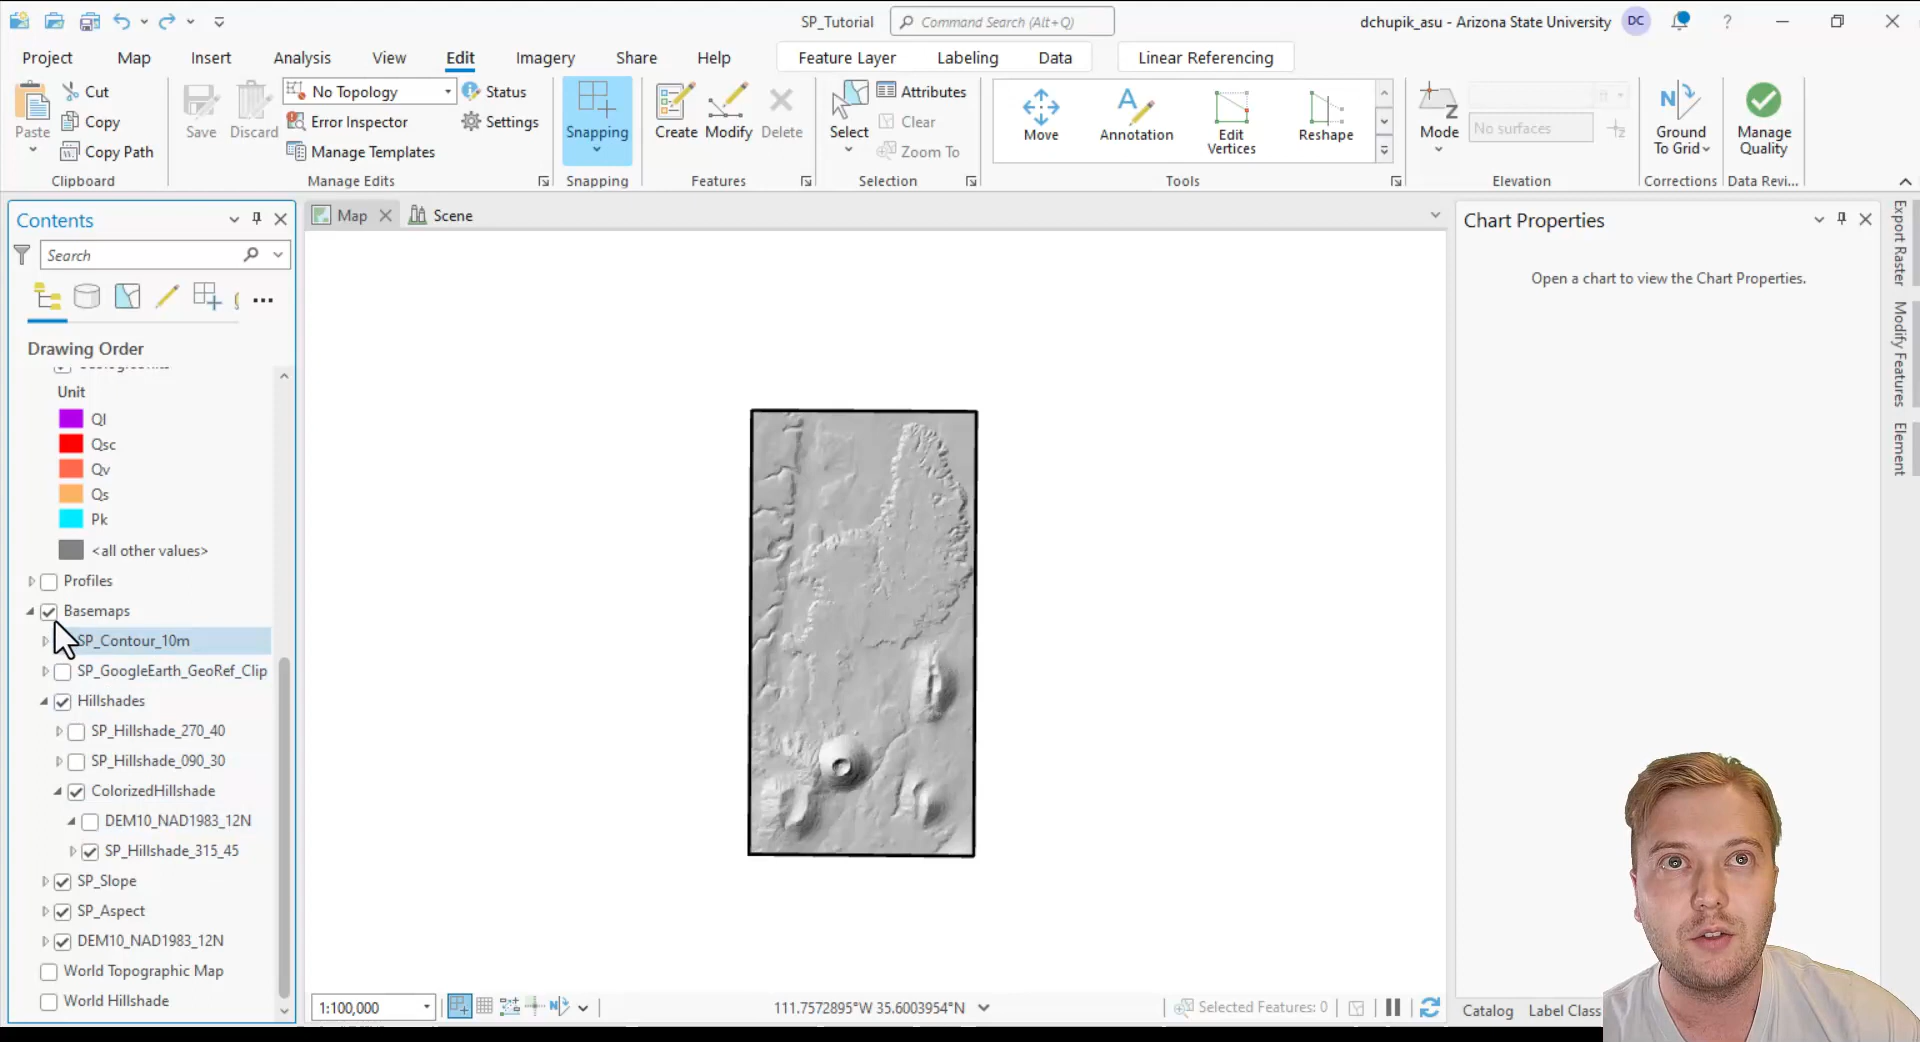 SP_Tutorial
Command Search (Alt+Q)
dchupik_asu - Arizona State University
DC
?
Project
Map
Insert
Analysis
View
Edit
Imagery
Share
Help
Feature Layer
Labeling
Data
Linear Referencing
Paste
Cut
Copy
Copy Path
Clipboard
Save
Discard
No Topology
Error Inspector
Manage Templates
Status
Settings
Manage Edits
Snapping
Snapping
Create
Modify
Delete
Features
Select
Attributes
Clear
Zoom To
Selection
Move
Annotation
Edit
Vertices
Reshape
Tools
Z
Mode
ft
No surfaces
Elevation
N
Ground
To Grid
Corrections
Manage
Quality
Data Revi...
Contents
Search
Drawing Order
Unit
Ql
Qsc
Qv
Qs
Pk
<all other values>
Profiles
Basemaps
SP_Contour_10m
SP_GoogleEarth_GeoRef_Clip
Hillshades
SP_Hillshade_270_40
SP_Hillshade_090_30
ColorizedHillshade
DEM10_NAD1983_12N
SP_Hillshade_315_45
SP_Slope
SP_Aspect
DEM10_NAD1983_12N
World Topographic Map
World Hillshade
Map
Scene
1:100,000
111.7572895°W 35.6003954°N
Selected Features: 0
Chart Properties
Open a chart to view the Chart Properties.
Catalog
Label Class
Export Raster
Modify Features
Element